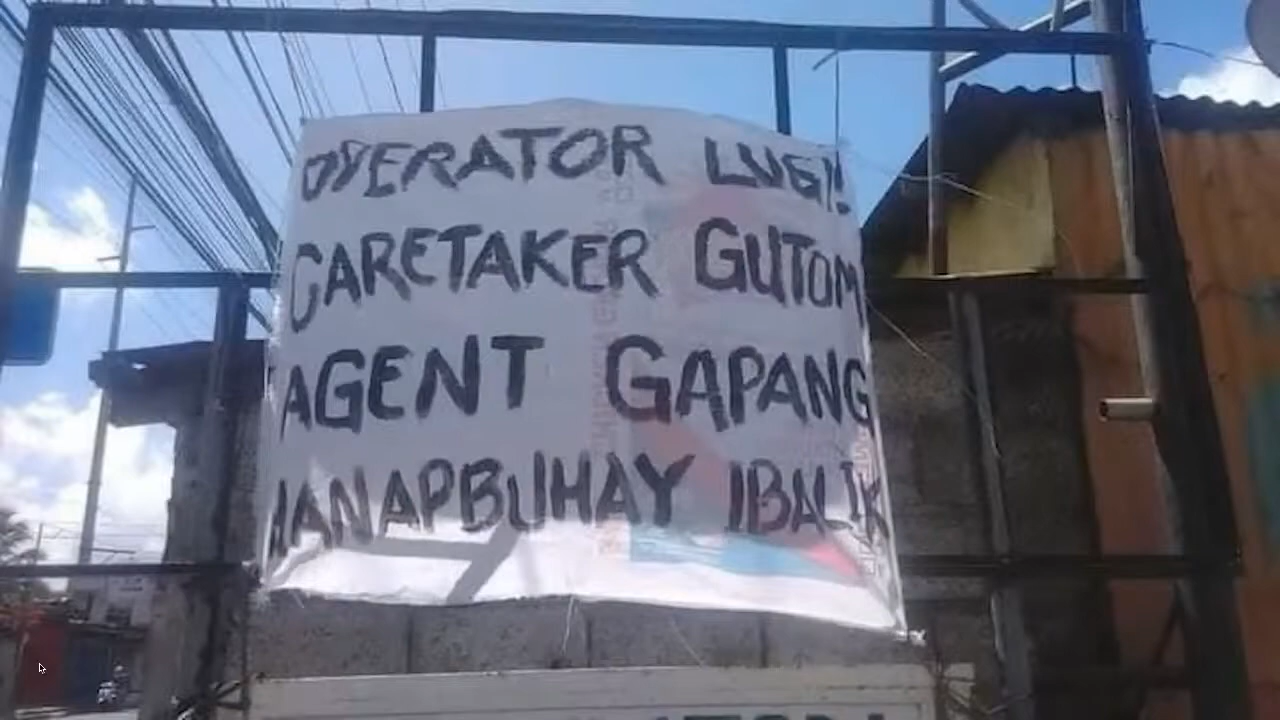 OPERATOR LUGI!
CARETAKER GUTOM
AGENT GAPANG
HANAPBUHAY IBALIK